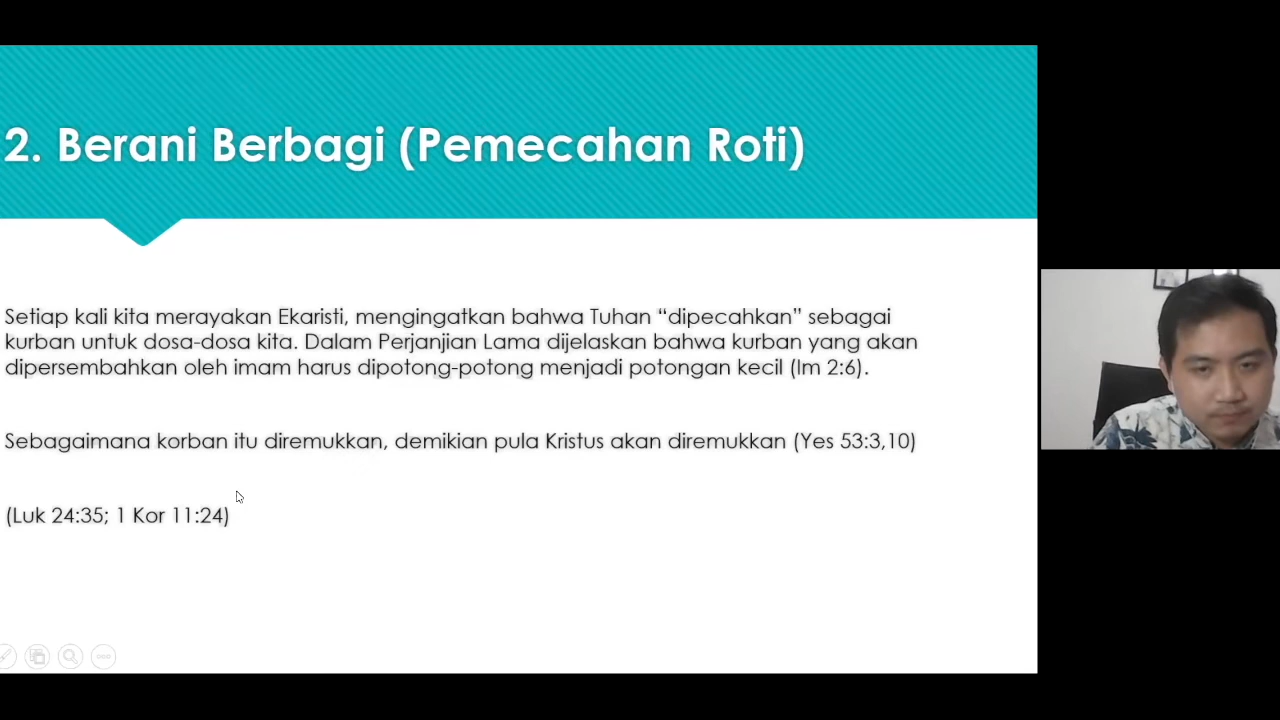 2. Berani Berbagi (Pemecahan Roti)
Setiap kali kita merayakan Ekaristi, mengingatkan bahwa Tuhan “dipecahkan” sebagai
kurban untuk dosa-dosa kita. Dalam Perjanjian Lama dijelaskan bahwa kurban yang akan
dipersembahkan oleh imam harus dipotong-potong menjadi potongan kecil (Im 2:6).
Sebagaimana korban itu diremukkan, demikian pula Kristus akan diremukkan (Yes 53:3,10)
(Luk 24:35; 1 Kor 11:24)